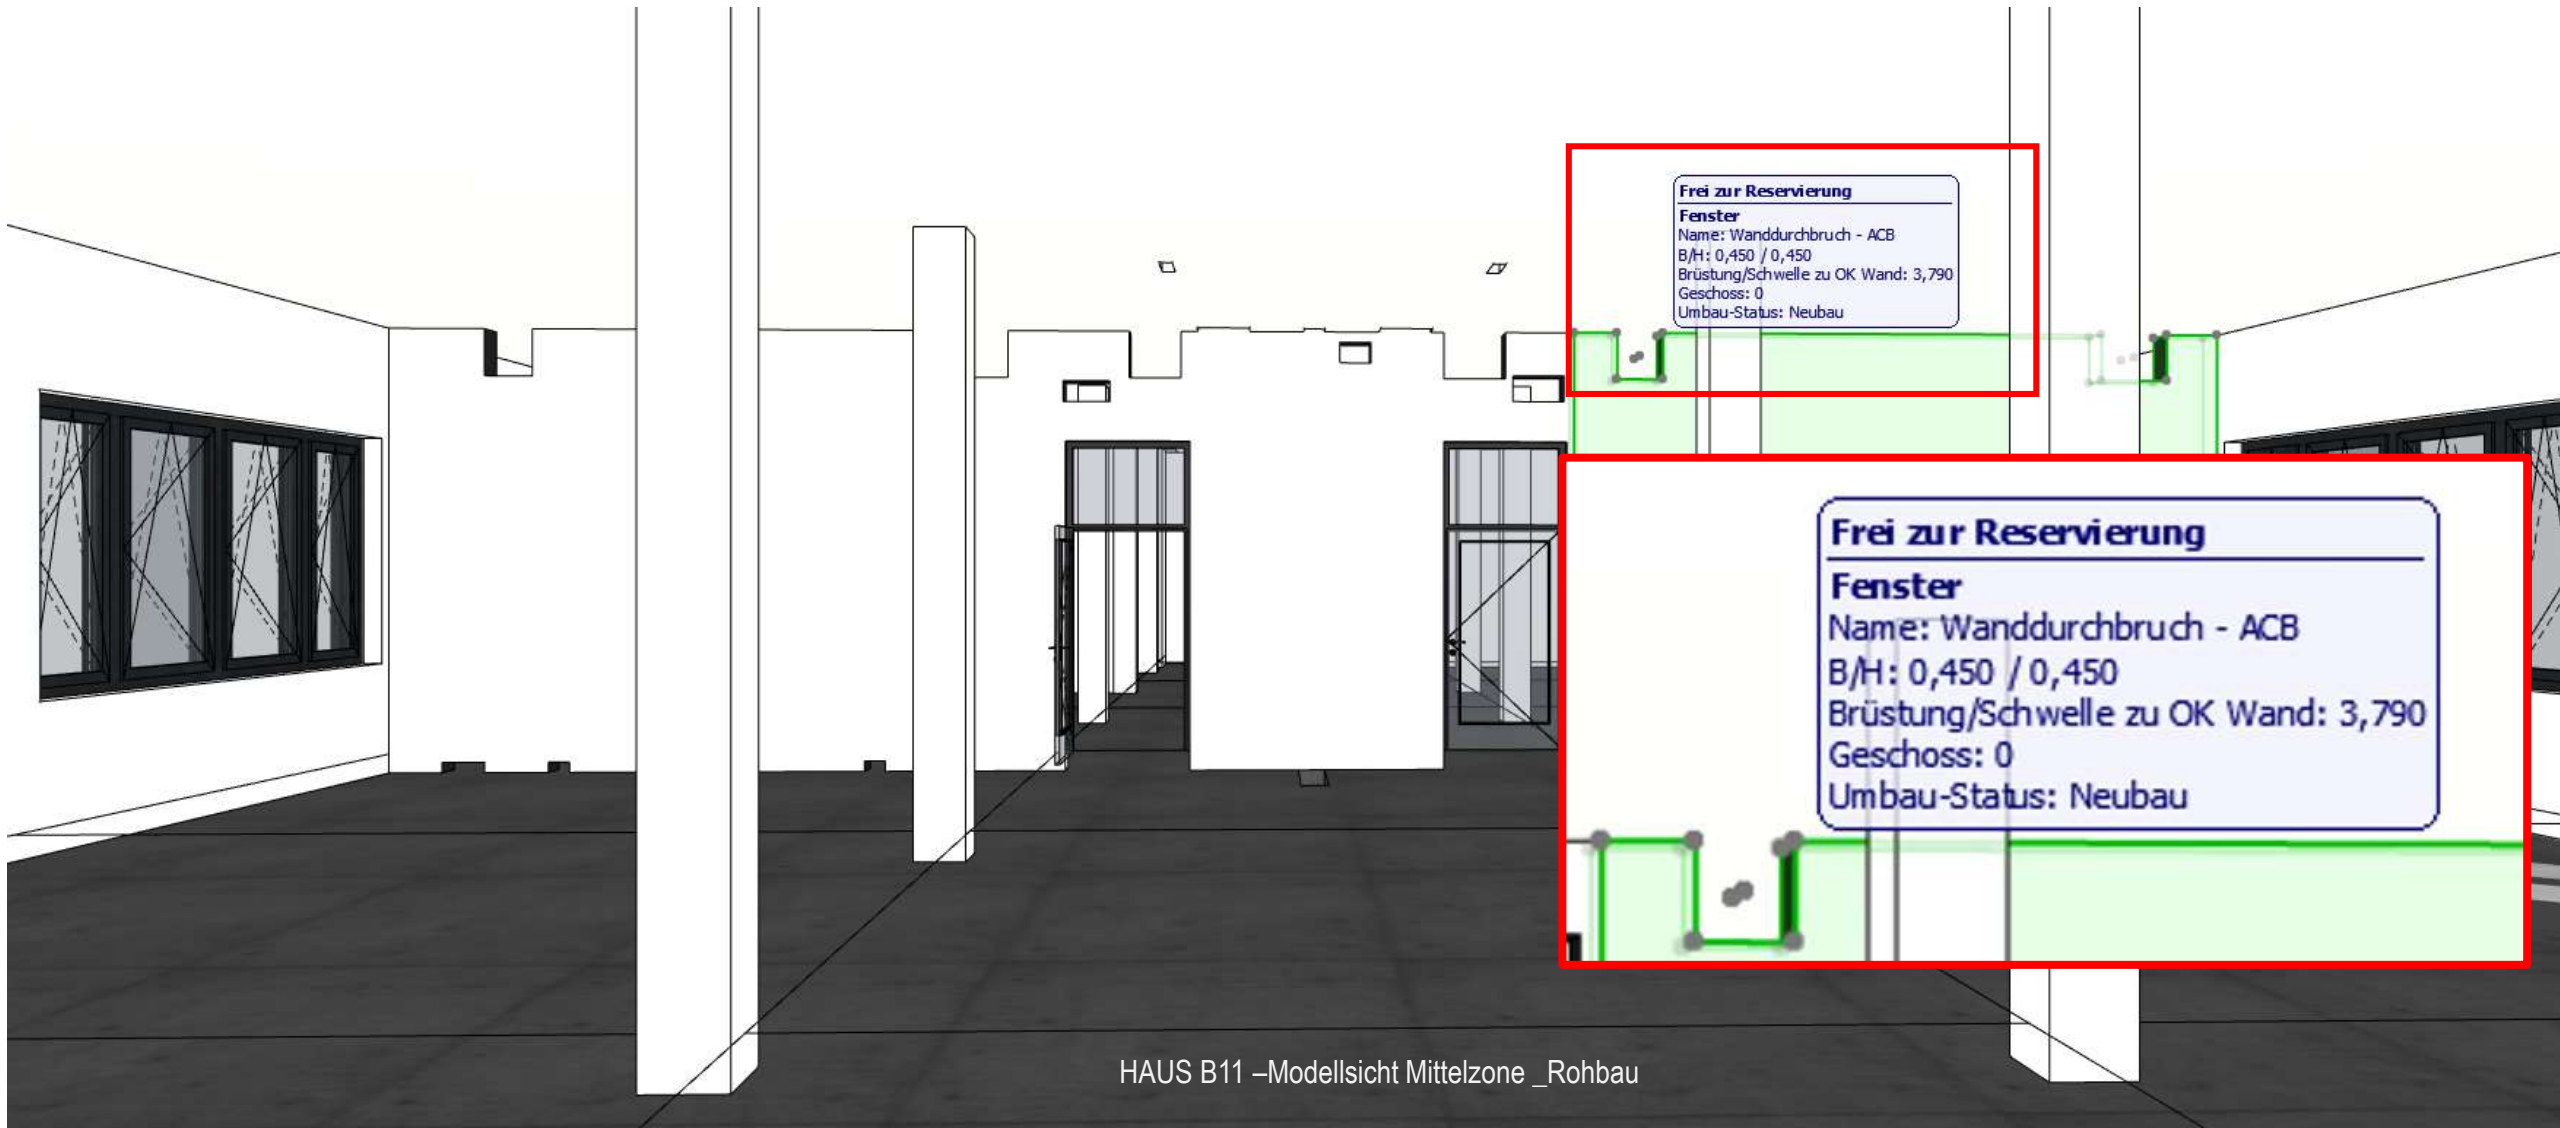 Frei zur Reservierung
Fenster
Name: Wanddurchbruch - ACB
B/H: 0,450 / 0,450
Brüstung/Schwelle zu OK Wand: 3,790
Geschoss: 0
Umbau-Status: Neubau
Frei zur Reservierung
Fenster
Name: Wanddurchbruch - ACB
B/H: 0,450 / 0,450
Brüstung/Schwelle zu OK Wand: 3,790
Geschoss: 0
Umbau-Status: Neubau
HAUS B11 –Modellsicht Mittelzone _Rohbau